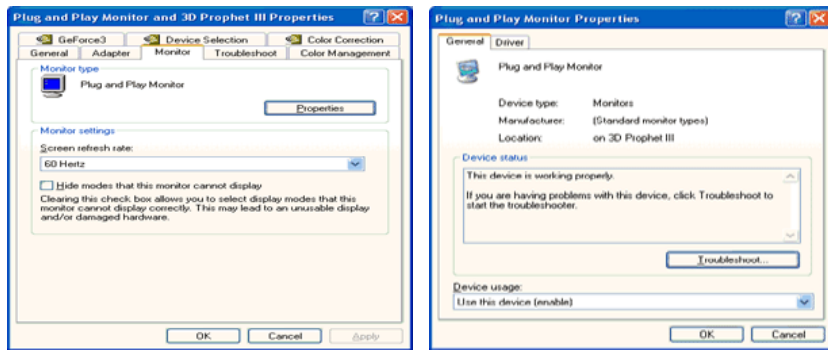 Plug and Play Monitor and 3D Prophet III Properties
GeForce3 Device Selection Color Correction
General Adapter Monitor Troubleshoot Color Management
Monitor type
Plug and Play Monitor
Properties
Monitor settings
Screen refresh rate:
60 Hertz
Hide modes that this monitor cannot display
Clearing this check box allows you to select display modes that this
monitor cannot display correctly. This may lead to an unusable display
and/or damaged hardware.
OK Cancel Apply
Plug and Play Monitor Properties
General Driver
Plug and Play Monitor
Device type: Monitors
Manufacturer: (Standard monitor types)
Location: on 3D Prophet III
Device status
This device is working properly.
If you are having problems with this device, click Troubleshoot to
start the troubleshooter.
Troubleshoot...
Device usage:
Use this device (enable)
OK Cancel